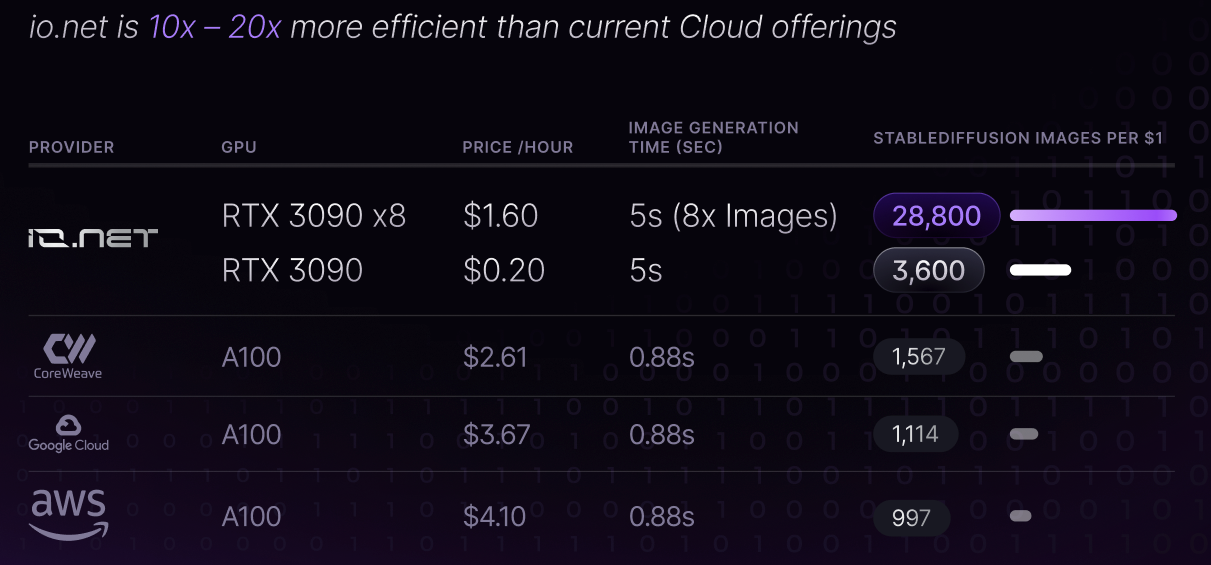 io.net is 10x – 20x more efficient than current Cloud offerings
PROVIDER GPU PRICE /HOUR IMAGE GENERATION TIME (SEC) STABLEDIFFUSION IMAGES PER $1
io.net
RTX 3090 x8 $1.60 5s (8x Images) 28,800
RTX 3090 $0.20 5s 3,600
CoreWeave A100 $2.61 0.88s 1,567
Google Cloud A100 $3.67 0.88s 1,114
aws A100 $4.10 0.88s 997